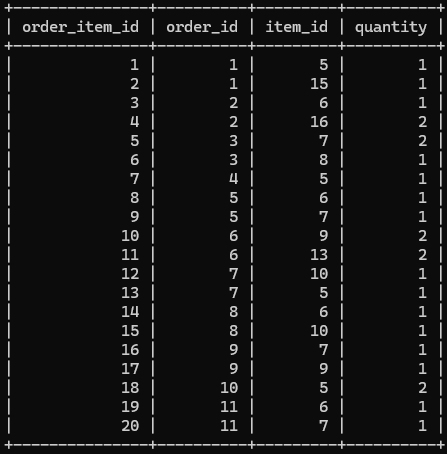 +---------------+----------+---------+----------+
| order_item_id | order_id | item_id | quantity |
+---------------+----------+---------+----------+
|             1 |        1 |       5 |        1 |
|             2 |        1 |      15 |        1 |
|             3 |        2 |       6 |        1 |
|             4 |        2 |      16 |        2 |
|             5 |        3 |       7 |        2 |
|             6 |        3 |       8 |        1 |
|             7 |        4 |       5 |        1 |
|             8 |        5 |       6 |        1 |
|             9 |        5 |       7 |        1 |
|            10 |        6 |       9 |        2 |
|            11 |        6 |      13 |        2 |
|            12 |        7 |      10 |        1 |
|            13 |        7 |       5 |        1 |
|            14 |        8 |       6 |        1 |
|            15 |        8 |      10 |        1 |
|            16 |        9 |       7 |        1 |
|            17 |        9 |       9 |        1 |
|            18 |       10 |       5 |        2 |
|            19 |       11 |       6 |        1 |
|            20 |       11 |       7 |        1 |
+---------------+----------+---------+----------+